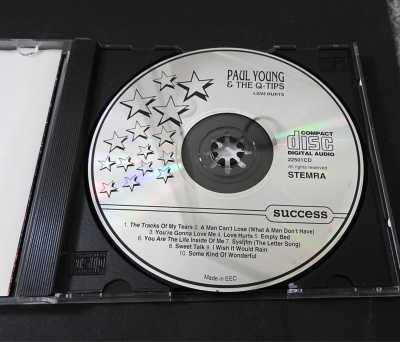 PAUL YOUNG
& THE Q-TIPS
LOVE HURTS
COMPACT
disc
DIGITAL AUDIO
22501CD
All rights reserved
STEMRA
success
1. The Tracks Of My Tears 2. A Man Can't Lose (What A Man Don't Have)
3. You're Gonna Love Me 4. Love Hurts 5. Empty Bed
6. You Are The Life Inside Of Me 7. Sysljfm (The Letter Song)
8. Sweet Talk 9. I Wish It Would Rain
10. Some Kind Of Wonderful
Made in EEC